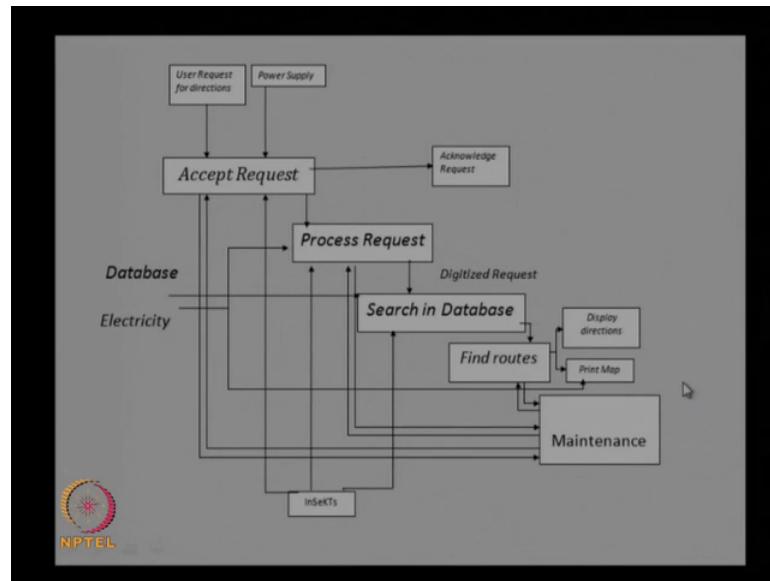 User Request
for directions
Power Supply
Accept Request
Acknowledge
Request
Process Request
Database
Digitized Request
Electricity
Search in Database
Display
directions
Find routes
Print Map
Maintenance
InSeKTs
NPTEL